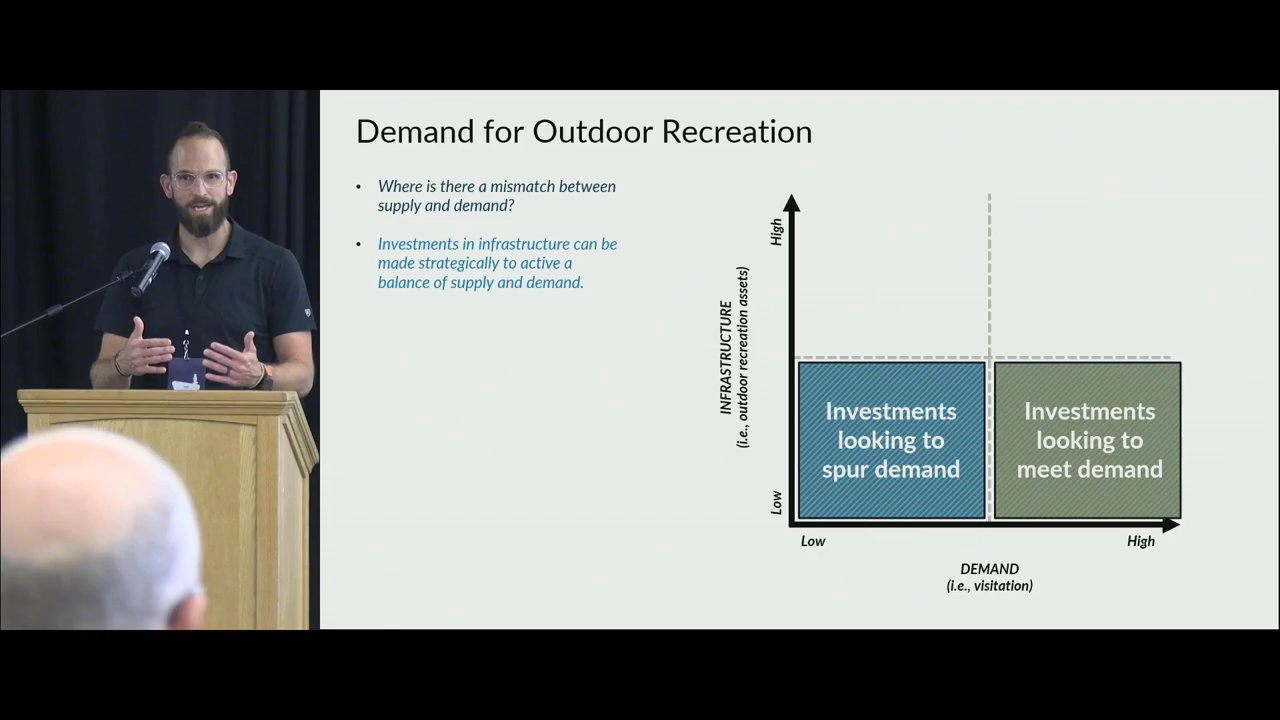 Demand for Outdoor Recreation
• Where is there a mismatch between
supply and demand?
• Investments in infrastructure can be
made strategically to active a
balance of supply and demand.
High
INFRASTRUCTURE
(i.e., outdoor recreation assets)
Low
Investments
looking to
spur demand
Investments
looking to
meet demand
Low
High
DEMAND
(i.e., visitation)